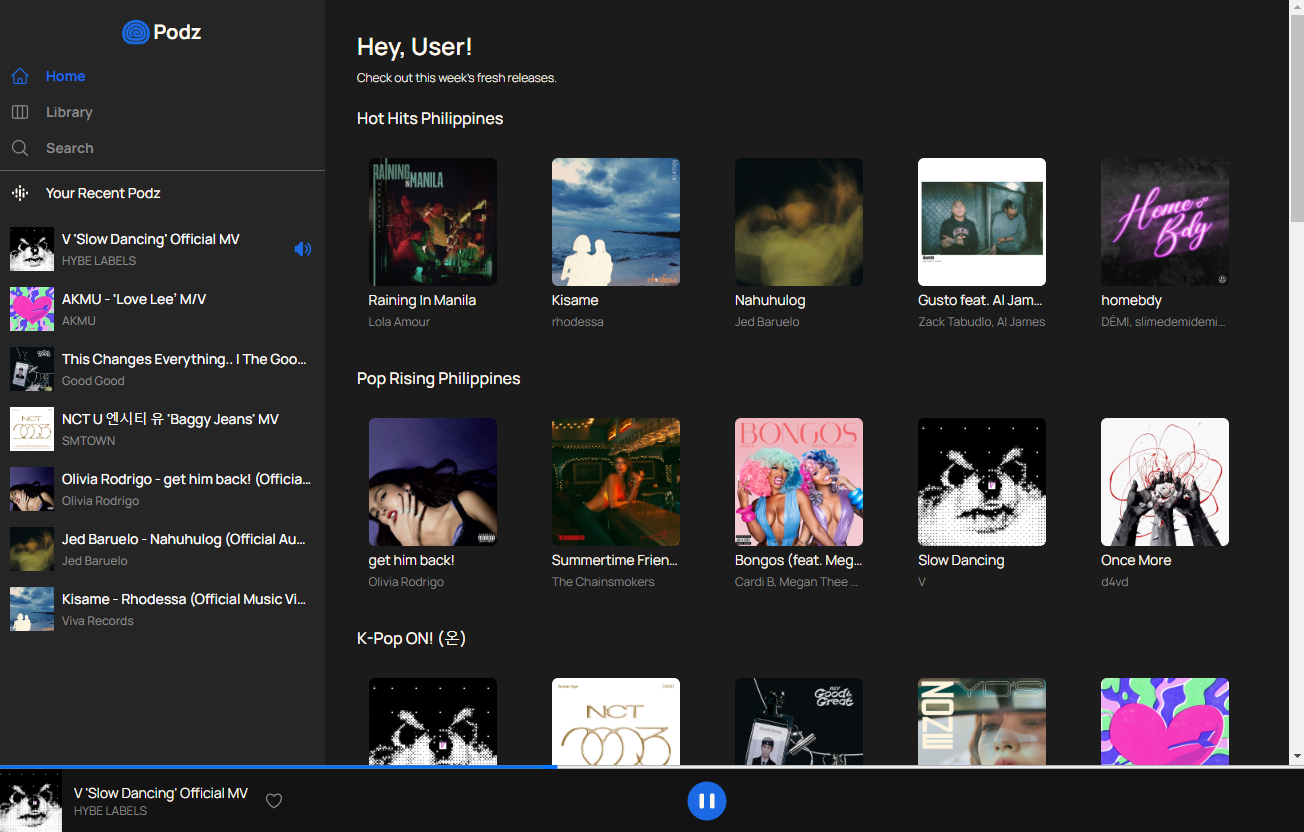 Podz
Home
Library
Search
Your Recent Podz
V 'Slow Dancing' Official MV
HYBE LABELS
AKMU - ‘Love Lee’ M/V
AKMU
This Changes Everything.. | The Goo...
Good Good
NCT U 엔시티 유 'Baggy Jeans' MV
SMTOWN
Olivia Rodrigo - get him back! (Officia...
Olivia Rodrigo
Jed Baruelo - Nahuhulog (Official Au...
Jed Baruelo
Kisame - Rhodessa (Official Music Vi...
Viva Records
Hey, User!
Check out this week's fresh releases.
Hot Hits Philippines
RAINING
IN MANILA
Kisame
rhodessa
Home
Bdy
Raining In Manila
Lola Amour
Kisame
rhodessa
Nahuhulog
Jed Baruelo
Gusto feat. Al Jam...
Zack Tabudlo, Al James
homebdy
DĒMI, slimedemidemi...
Pop Rising Philippines
BONGOS
get him back!
Olivia Rodrigo
Summertime Frien...
The Chainsmokers
Bongos (feat. Meg...
Cardi B, Megan Thee ...
Slow Dancing
V
Once More
d4vd
K-Pop ON! (온)
Golden Age
NCT
Good&
Great
ZONE
V 'Slow Dancing' Official MV
HYBE LABELS